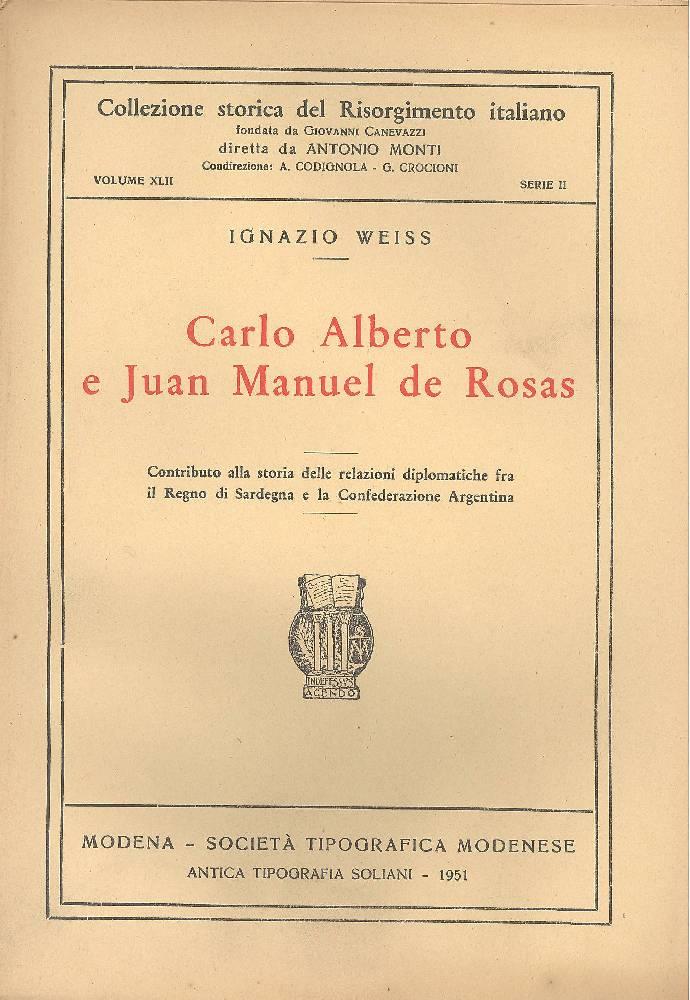 Collezione storica del Risorgimento italiano
fondata da GIOVANNI CANEVAZZI
diretta da ANTONIO MONTI
Condirezione: A. CODIGNOLA - G. CROCIONI
VOLUME XLII
SERIE II
IGNAZIO WEISS
Carlo Alberto
e Juan Manuel de Rosas
Contributo alla storia delle relazioni diplomatiche fra
il Regno di Sardegna e la Confederazione Argentina
INDEFESSVS
AGENDO
MODENA - SOCIETÀ TIPOGRAFICA MODENESE
ANTICA TIPOGRAFIA SOLIANI - 1951